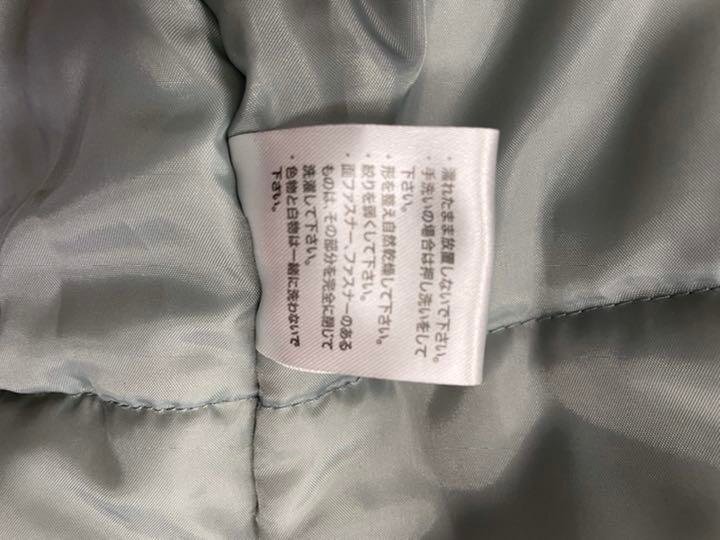 ・濡れたまま放置しないで下さい。
・手洗いの場合は押し洗いをして
下さい。
・形を整え自然乾燥して下さい。
・絞りを弱くして下さい。
・面ファスナー、ファスナーのある
ものは、その部分を完全に閉じて
洗濯して下さい。
・色物と白物は一緒に洗わないで
下さい。